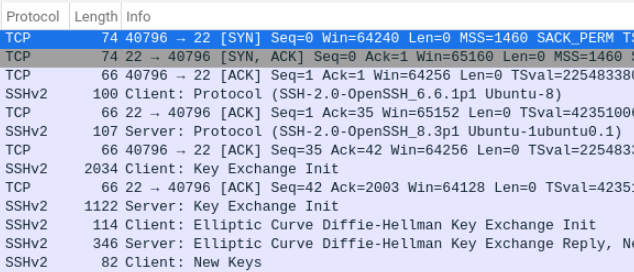 Protocol Length Info
TCP 74 40796 → 22 [SYN] Seq=0 Win=64240 Len=0 MSS=1460 SACK_PERM TS
TCP 74 22 → 40796 [SYN, ACK] Seq=0 Ack=1 Win=65160 Len=0 MSS=1460 S
TCP 66 40796 → 22 [ACK] Seq=1 Ack=1 Win=64256 Len=0 TSval=225483380
SSHv2 100 Client: Protocol (SSH-2.0-OpenSSH_6.6.1p1 Ubuntu-8)
TCP 66 22 → 40796 [ACK] Seq=1 Ack=35 Win=65152 Len=0 TSval=42351006
SSHv2 107 Server: Protocol (SSH-2.0-OpenSSH_8.3p1 Ubuntu-1ubuntu0.1)
TCP 66 40796 → 22 [ACK] Seq=35 Ack=42 Win=64256 Len=0 TSval=225483
SSHv2 2034 Client: Key Exchange Init
TCP 66 22 → 40796 [ACK] Seq=42 Ack=2003 Win=64128 Len=0 TSval=4235
SSHv2 1122 Server: Key Exchange Init
SSHv2 114 Client: Elliptic Curve Diffie-Hellman Key Exchange Init
SSHv2 346 Server: Elliptic Curve Diffie-Hellman Key Exchange Reply, Ne
SSHv2 82 Client: New Keys